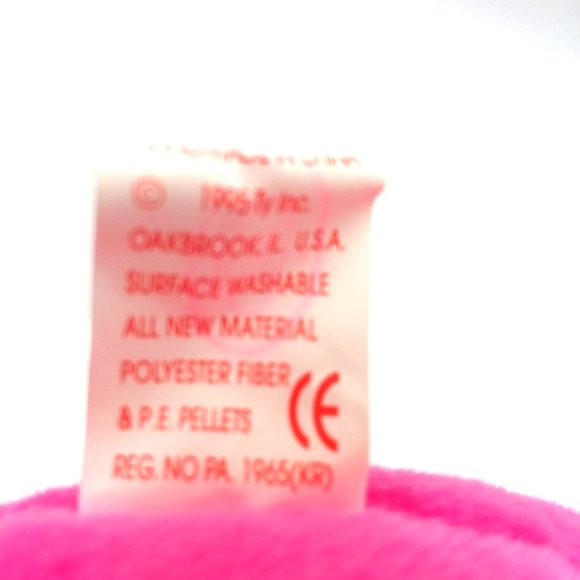 © 1995 Ty Inc.
OAKBROOK, IL. U.S.A.
SURFACE WASHABLE
ALL NEW MATERIAL
POLYESTER FIBER
& P.E. PELLETS CE
REG. NO PA. 1965(KR)